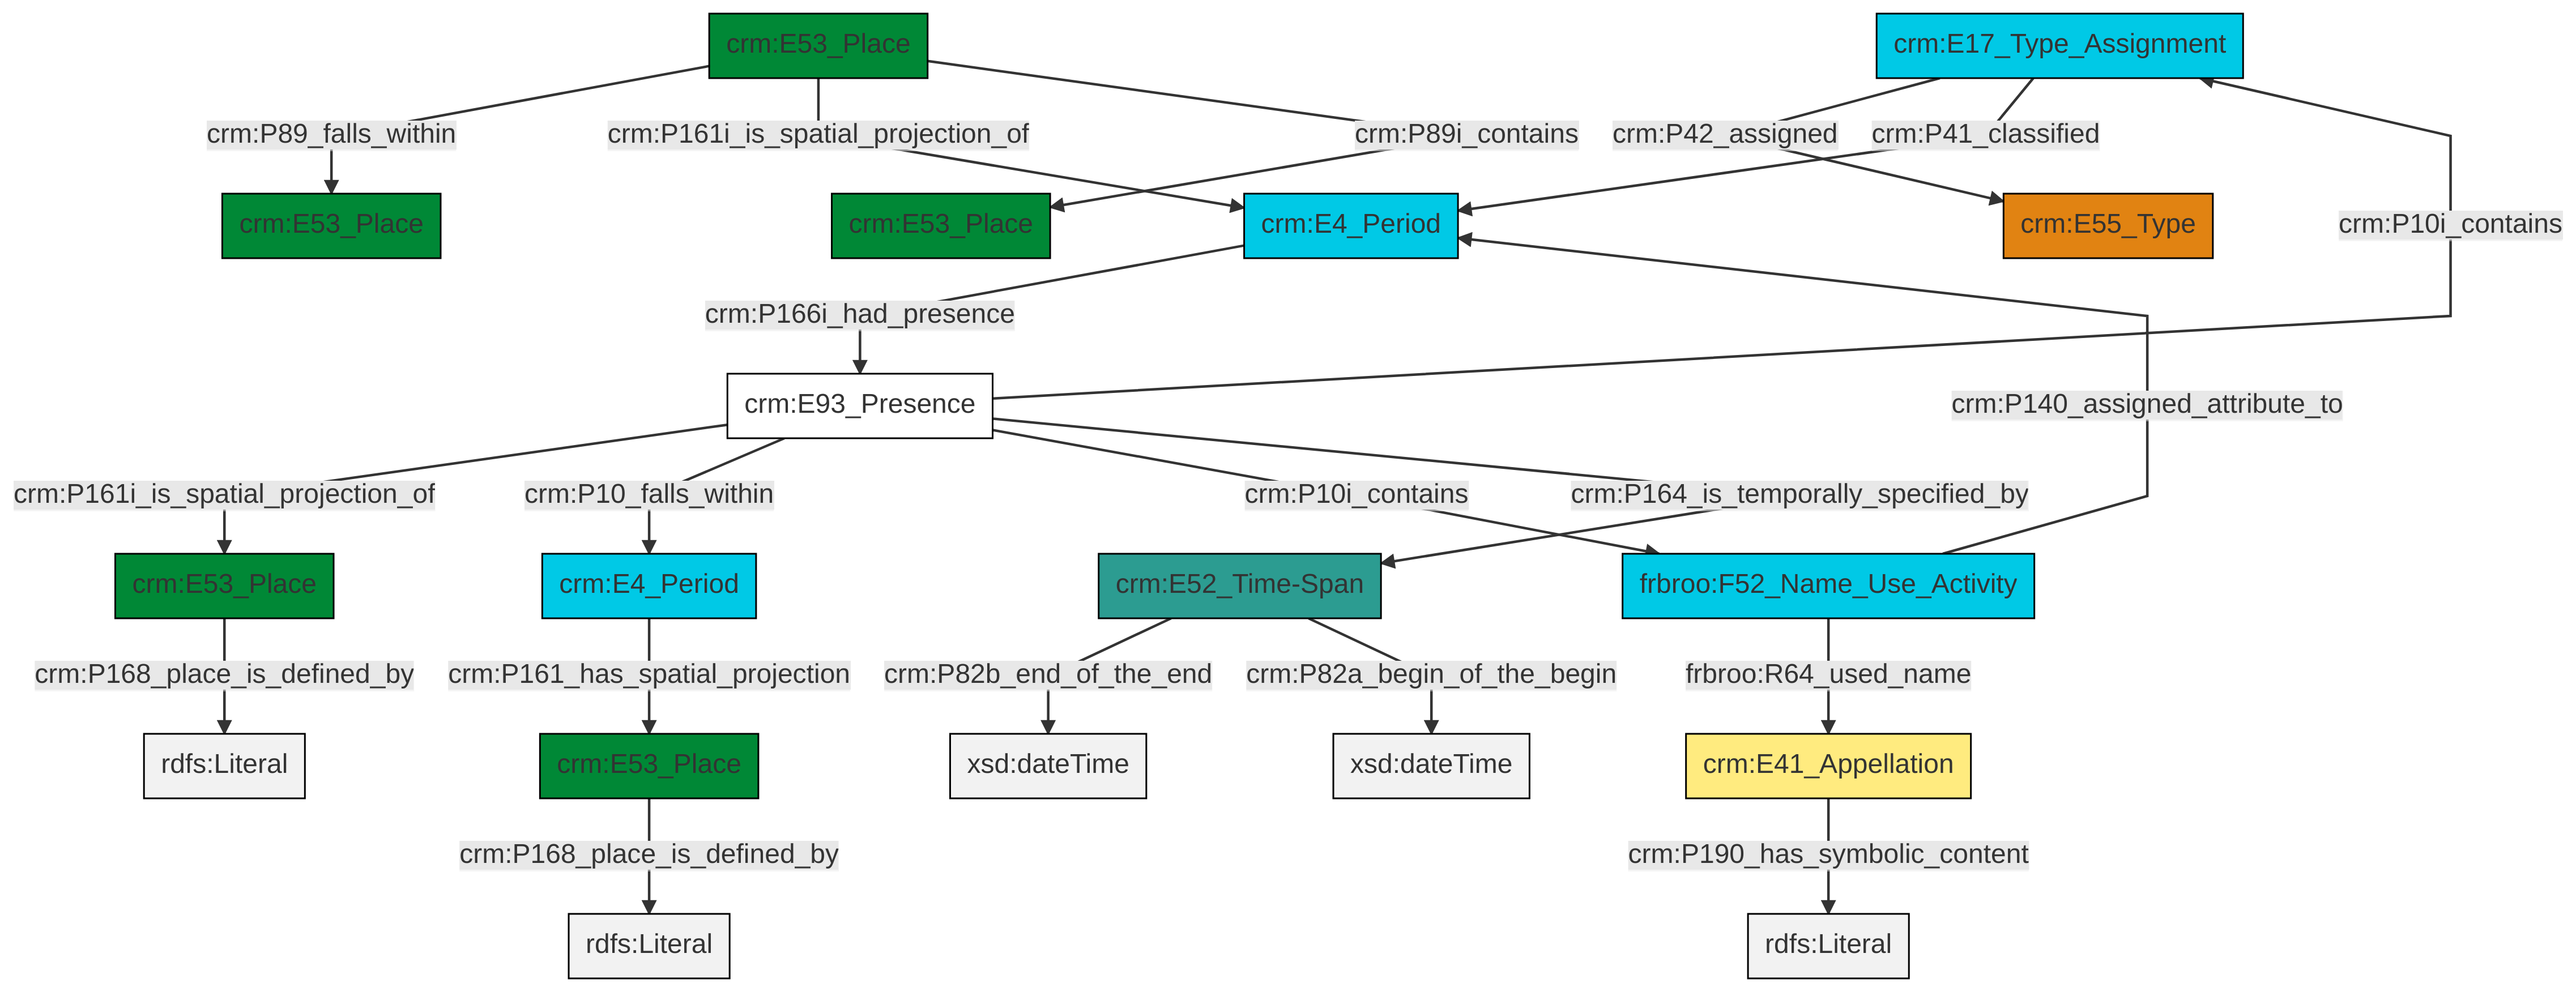 crm:E53_Place
crm:E17_Type_Assignment
crm:P89_falls_within
crm:P161i_is_spatial_projection_of
crm:P89i_contains
crm:P42_assigned
crm:P41_classified
crm:E53_Place
crm:E53_Place
crm:E4_Period
crm:E55_Type
crm:P10i_contains
crm:P166i_had_presence
crm:E93_Presence
crm:P140_assigned_attribute_to
crm:P161i_is_spatial_projection_of
crm:P10_falls_within
crm:P10i_contains
crm:P164_is_temporally_specified_by
crm:E53_Place
crm:E4_Period
crm:E52_Time-Span
frbroo:F52_Name_Use_Activity
crm:P168_place_is_defined_by
crm:P161_has_spatial_projection
crm:P82b_end_of_the_end
crm:P82a_begin_of_the_begin
frbroo:R64_used_name
rdfs:Literal
crm:E53_Place
xsd:dateTime
xsd:dateTime
crm:E41_Appellation
crm:P168_place_is_defined_by
crm:P190_has_symbolic_content
rdfs:Literal
rdfs:Literal